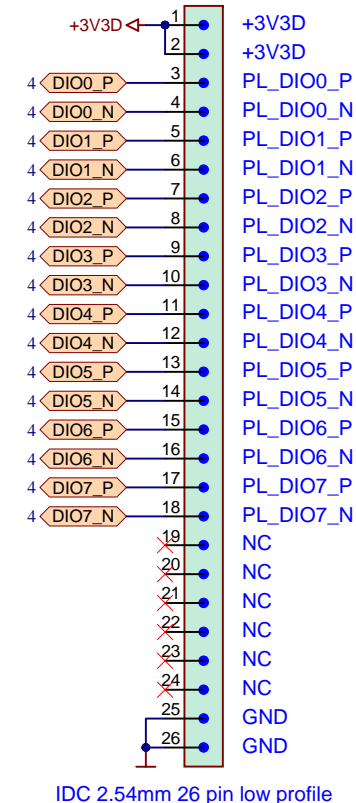 +3V3D 1 +3V3D
2 +3V3D
4 DIO0_P 3 PL_DIO0_P
4 DIO0_N 4 PL_DIO0_N
4 DIO1_P 5 PL_DIO1_P
4 DIO1_N 6 PL_DIO1_N
4 DIO2_P 7 PL_DIO2_P
4 DIO2_N 8 PL_DIO2_N
4 DIO3_P 9 PL_DIO3_P
4 DIO3_N 10 PL_DIO3_N
4 DIO4_P 11 PL_DIO4_P
4 DIO4_N 12 PL_DIO4_N
4 DIO5_P 13 PL_DIO5_P
4 DIO5_N 14 PL_DIO5_N
4 DIO6_P 15 PL_DIO6_P
4 DIO6_N 16 PL_DIO6_N
4 DIO7_P 17 PL_DIO7_P
4 DIO7_N 18 PL_DIO7_N
19 NC
20 NC
21 NC
22 NC
23 NC
24 NC
25 GND
26 GND
IDC 2.54mm 26 pin low profile